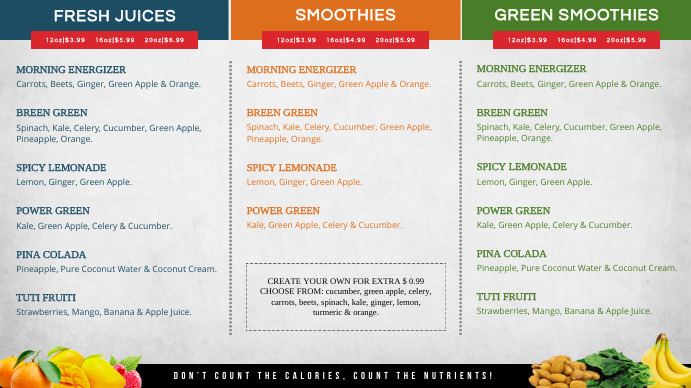 FRESH JUICES
12oz|$3.99 16oz|$5.99 20oz|$6.99
MORNING ENERGIZER
Carrots, Beets, Ginger, Green Apple & Orange.
BREEN GREEN
Spinach, Kale, Celery, Cucumber, Green Apple,
Pineapple, Orange.
SPICY LEMONADE
Lemon, Ginger, Green Apple.
POWER GREEN
Kale, Green Apple, Celery & Cucumber.
PINA COLADA
Pineapple, Pure Coconut Water & Coconut Cream.
TUTI FRUITI
Strawberries, Mango, Banana & Apple Juice.
SMOOTHIES
12oz|$3.99 16oz|$4.99 20oz|$5.99
MORNING ENERGIZER
Carrots, Beets, Ginger, Green Apple & Orange.
BREEN GREEN
Spinach, Kale, Celery, Cucumber, Green Apple,
Pineapple, Orange.
SPICY LEMONADE
Lemon, Ginger, Green Apple.
POWER GREEN
Kale, Green Apple, Celery & Cucumber.
CREATE YOUR OWN FOR EXTRA $ 0.99
CHOOSE FROM: cucumber, green apple, celery,
carrots, beets, spinach, kale, ginger, lemon,
turmeric & orange.
GREEN SMOOTHIES
12oz|$3.99 16oz|$4.99 20oz|$5.99
MORNING ENERGIZER
Carrots, Beets, Ginger, Green Apple & Orange.
BREEN GREEN
Spinach, Kale, Celery, Cucumber, Green Apple,
Pineapple, Orange.
SPICY LEMONADE
Lemon, Ginger, Green Apple.
POWER GREEN
Kale, Green Apple, Celery & Cucumber.
PINA COLADA
Pineapple, Pure Coconut Water & Coconut Cream.
TUTI FRUITI
Strawberries, Mango, Banana & Apple Juice.
DON'T COUNT THE CALORIES, COUNT THE NUTRIENTS!